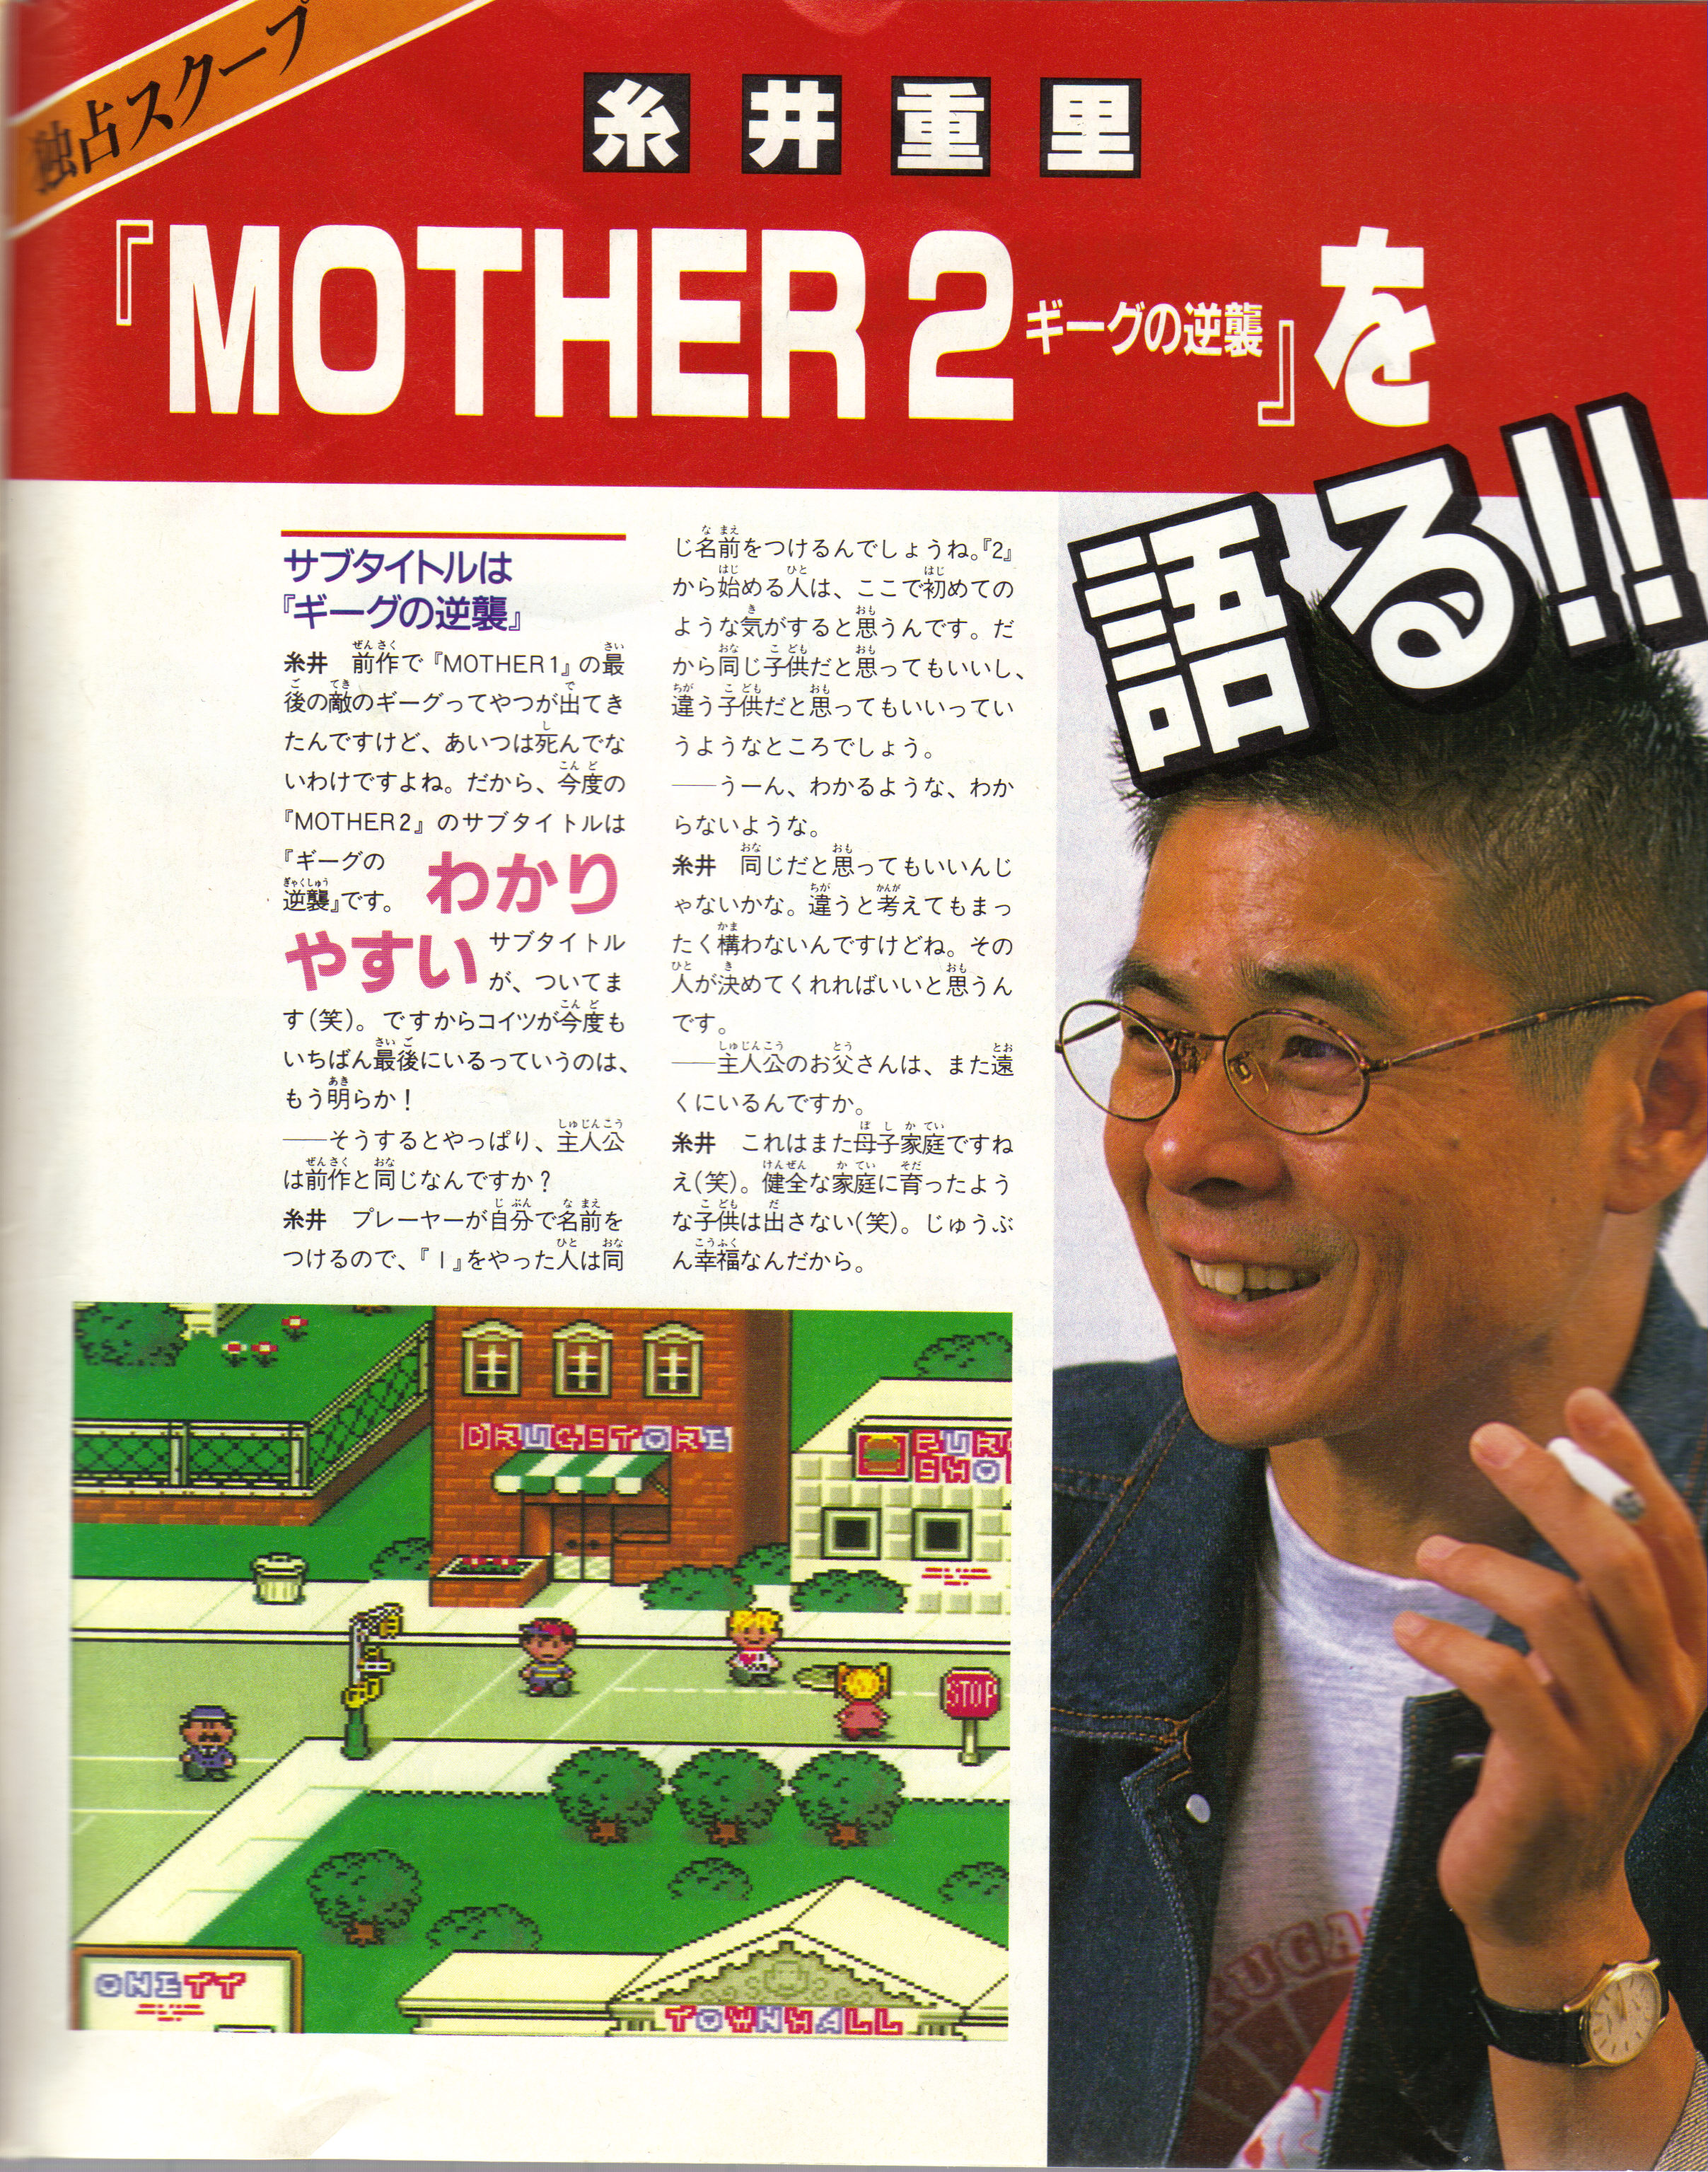 独占スクープ
糸井重里
『MOTHER2ギーグの逆襲』を
語る!!
サブタイトルは
『ギーグの逆襲』
糸井　前作で『MOTHER1』の最
後の敵のギーグってやつが出てき
たんですけど、あいつは死んでな
いわけですよね。だから、今度の
『MOTHER2』のサブタイトルは
『ギーグの
逆襲』です。
わかり
やすい
サブタイトル
が、ついてま
す(笑)。ですからコイツが今度も
いちばん最後にいるっていうのは、
もう明らか！
──そうするとやっぱり、主人公
は前作と同じなんですか？
糸井　プレーヤーが自分で名前を
つけるので、『1』をやった人は同
じ名前をつけるんでしょうね。『2』
から始める人は、ここで初めての
ような気がすると思うんです。だ
から同じ子供だと思ってもいいし、
違う子供だと思ってもいいってい
うようなところでしょう。
──うーん、わかるような、わか
らないような。
糸井　同じだと思ってもいいんじ
ゃないかな。違うと考えてもまっ
たく構わないんですけどね。その
人が決めてくれればいいと思うん
です。
──主人公のお父さんは、また遠
くにいるんですか。
糸井　これはまた母子家庭ですね
え(笑)。健全な家庭に育ったよう
な子供は出さない(笑)。じゅうぶ
ん幸福なんだから。
DRUGSTORE
BUR
SHO
STOP
ONETT
TOWNHALL